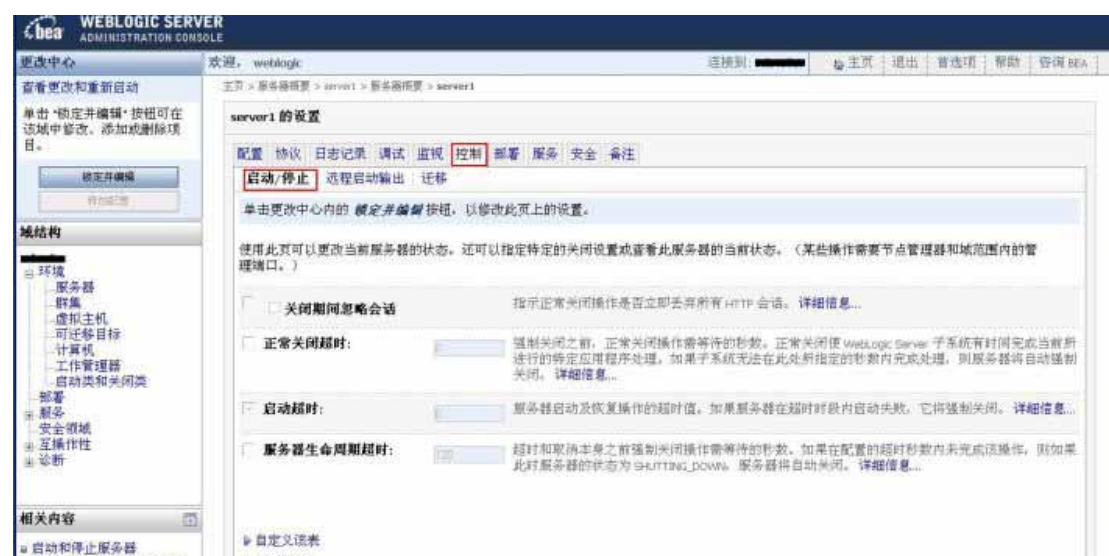 bea WEBLOGIC SERVER
ADMINISTRATION CONSOLE
更改中心
查看更改和重新启动
单击“锁定并编辑”按钮可在
该域中修改、添加或删除项
目。
锁定并编辑
域结构
环境
服务器
群集
虚拟主机
可迁移目标
计算机
工作管理器
启动类和关闭类
部署
服务
安全领域
互操作性
诊断
相关内容
启动和停止服务器
欢迎, weblogic
连接到:
主页 退出 首选项 帮助 咨询 BEA
主页 > 服务器概要 > server1 > 服务器概要 > server1
server1 的设置
配置 协议 日志记录 调试 监视 控制 部署 服务 安全 备注
启动/停止 远程启动输出 迁移
单击更改中心内的 锁定并编辑 按钮,以修改此页上的设置。
使用此页可以更改当前服务器的状态。还可以指定特定的关闭设置或查看此服务器的当前状态。(某些操作需要节点管理器和域范围内的管
理端口。)
关闭期间忽略会话
指示正常关闭操作是否立即丢弃所有 HTTP 会话。 详细信息...
正常关闭超时:
强制关闭之前,正常关闭操作需等待的秒数。正常关闭使 WebLogic Server 子系统有时间完成当前所
进行的特定应用程序处理。如果子系统无法在此处所指定的秒数内完成处理,则服务器将自动强制
关闭。 详细信息...
启动超时:
服务器启动及恢复操作的超时值。如果服务器在超时时段内启动失败,它将强制关闭。 详细信息...
服务器生命周期超时:
超时和取消本身之前强制关闭操作需等待的秒数。如果在配置的超时秒数内未完成该操作,则如果
此时服务器的状态为 SHUTTING_DOWN,服务器将自动关闭。 详细信息...
自定义该表